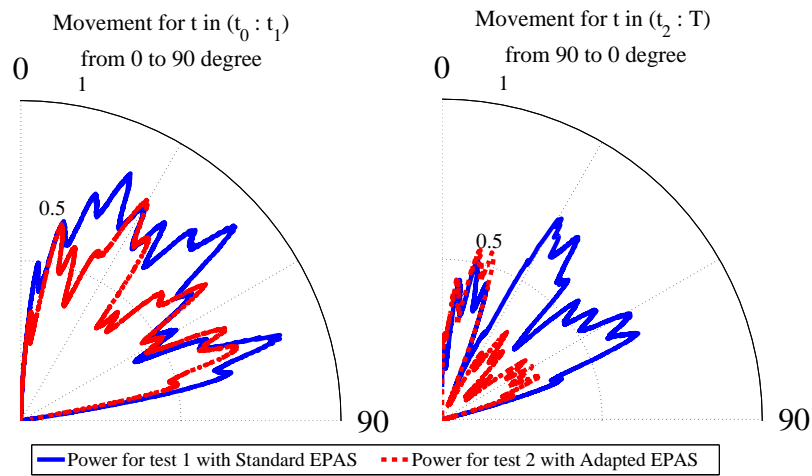 Movement for t in (t0 : t1)
from 0 to 90 degree
0
1
0.5
90
Movement for t in (t2 : T)
from 90 to 0 degree
0
1
0.5
90
Power for test 1 with Standard EPAS
Power for test 2 with Adapted EPAS